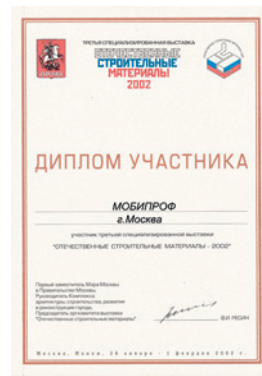 ТРЕТЬЯ СПЕЦИАЛИЗИРОВАННАЯ ВЫСТАВКА
ОТЕЧЕСТВЕННЫЕ
СТРОИТЕЛЬНЫЕ
МАТЕРИАЛЫ
2002
ДИПЛОМ УЧАСТНИКА
МОБИПРОФ
г.Москва
участник третьей специализированной выставки
"ОТЕЧЕСТВЕННЫЕ СТРОИТЕЛЬНЫЕ МАТЕРИАЛЫ - 2002"
Первый заместитель Мэра Москвы
в Правительстве Москвы,
Руководитель Комплекса
архитектуры, строительства, развития
и реконструкции города,
Председатель оргкомитета выставки
"Отечественные строительные материалы"
В.И. РЕСИН
Москва, Манеж, 28 января - 1 февраля 2002 г.